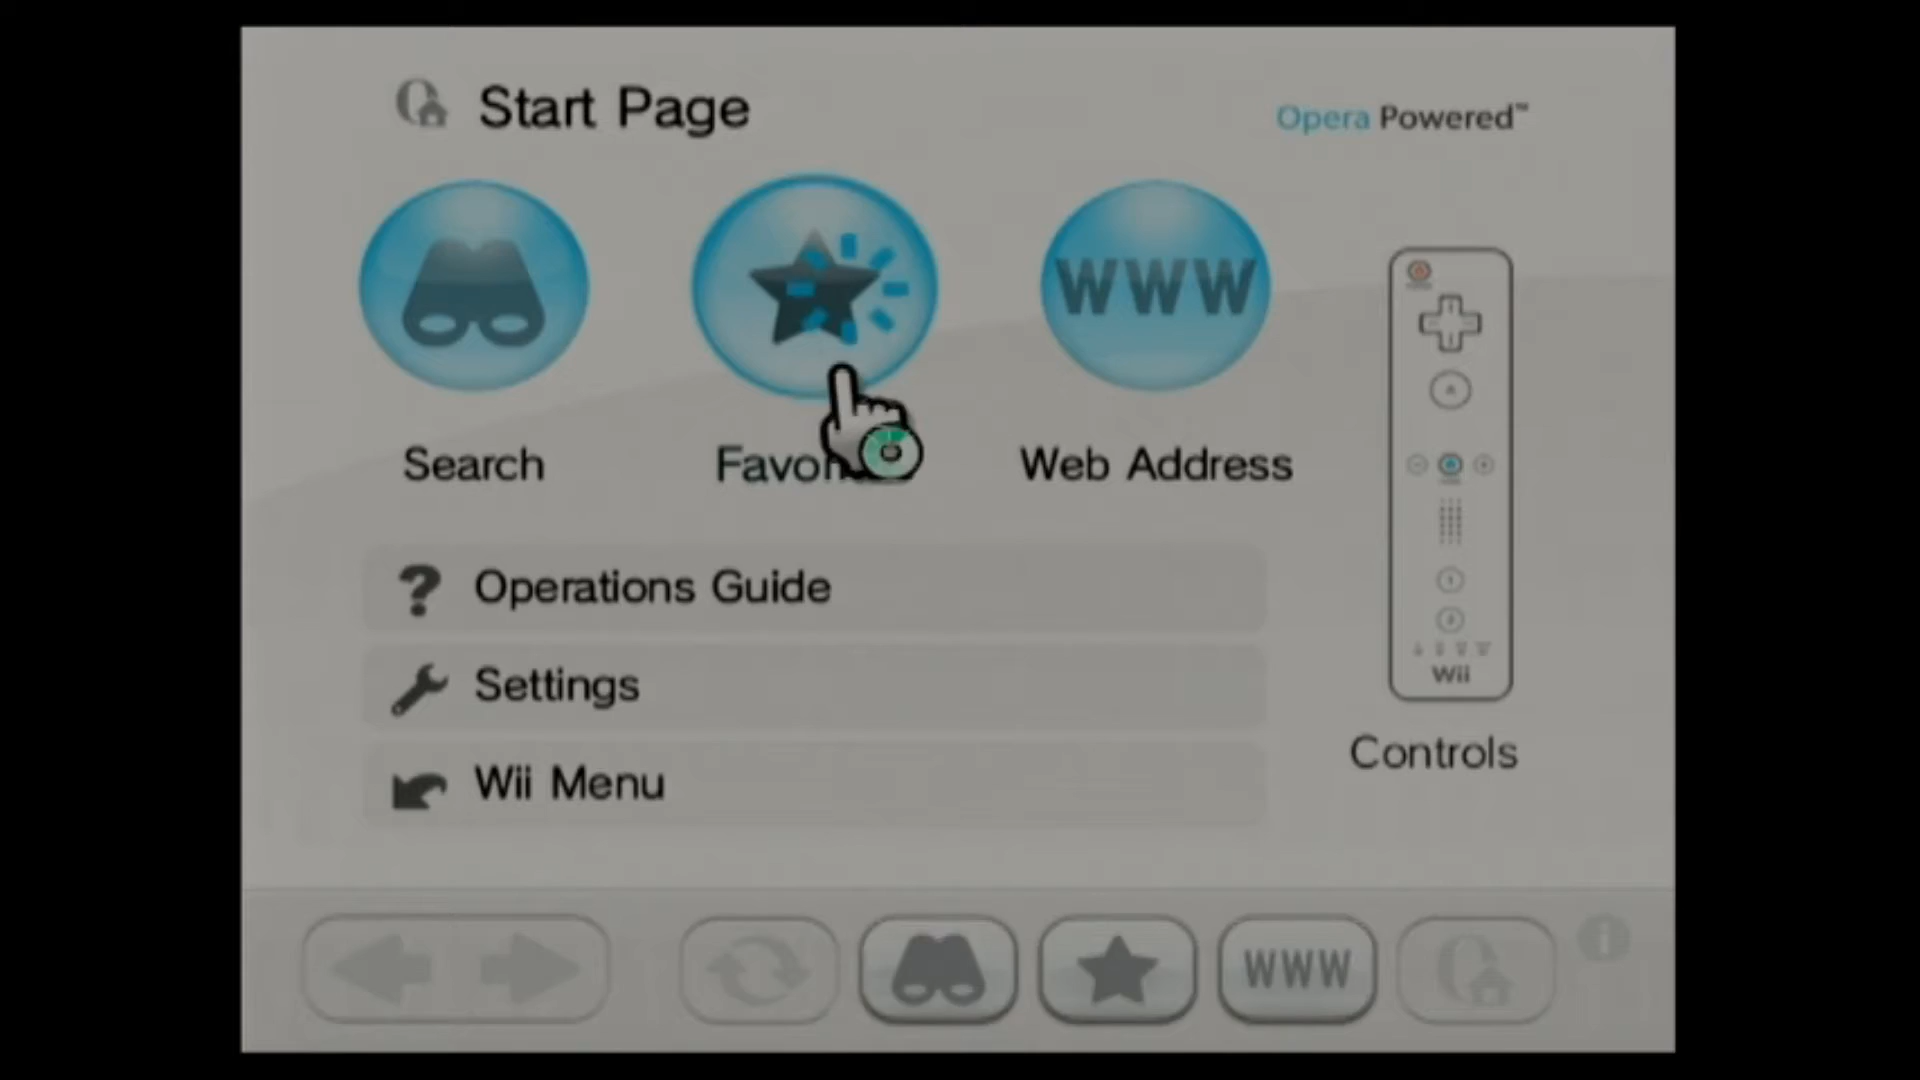 Start Page
Opera Powered™
WWW
Search
Web Address
Operations Guide
Settings
Wii Menu
Wii
Controls
WWW